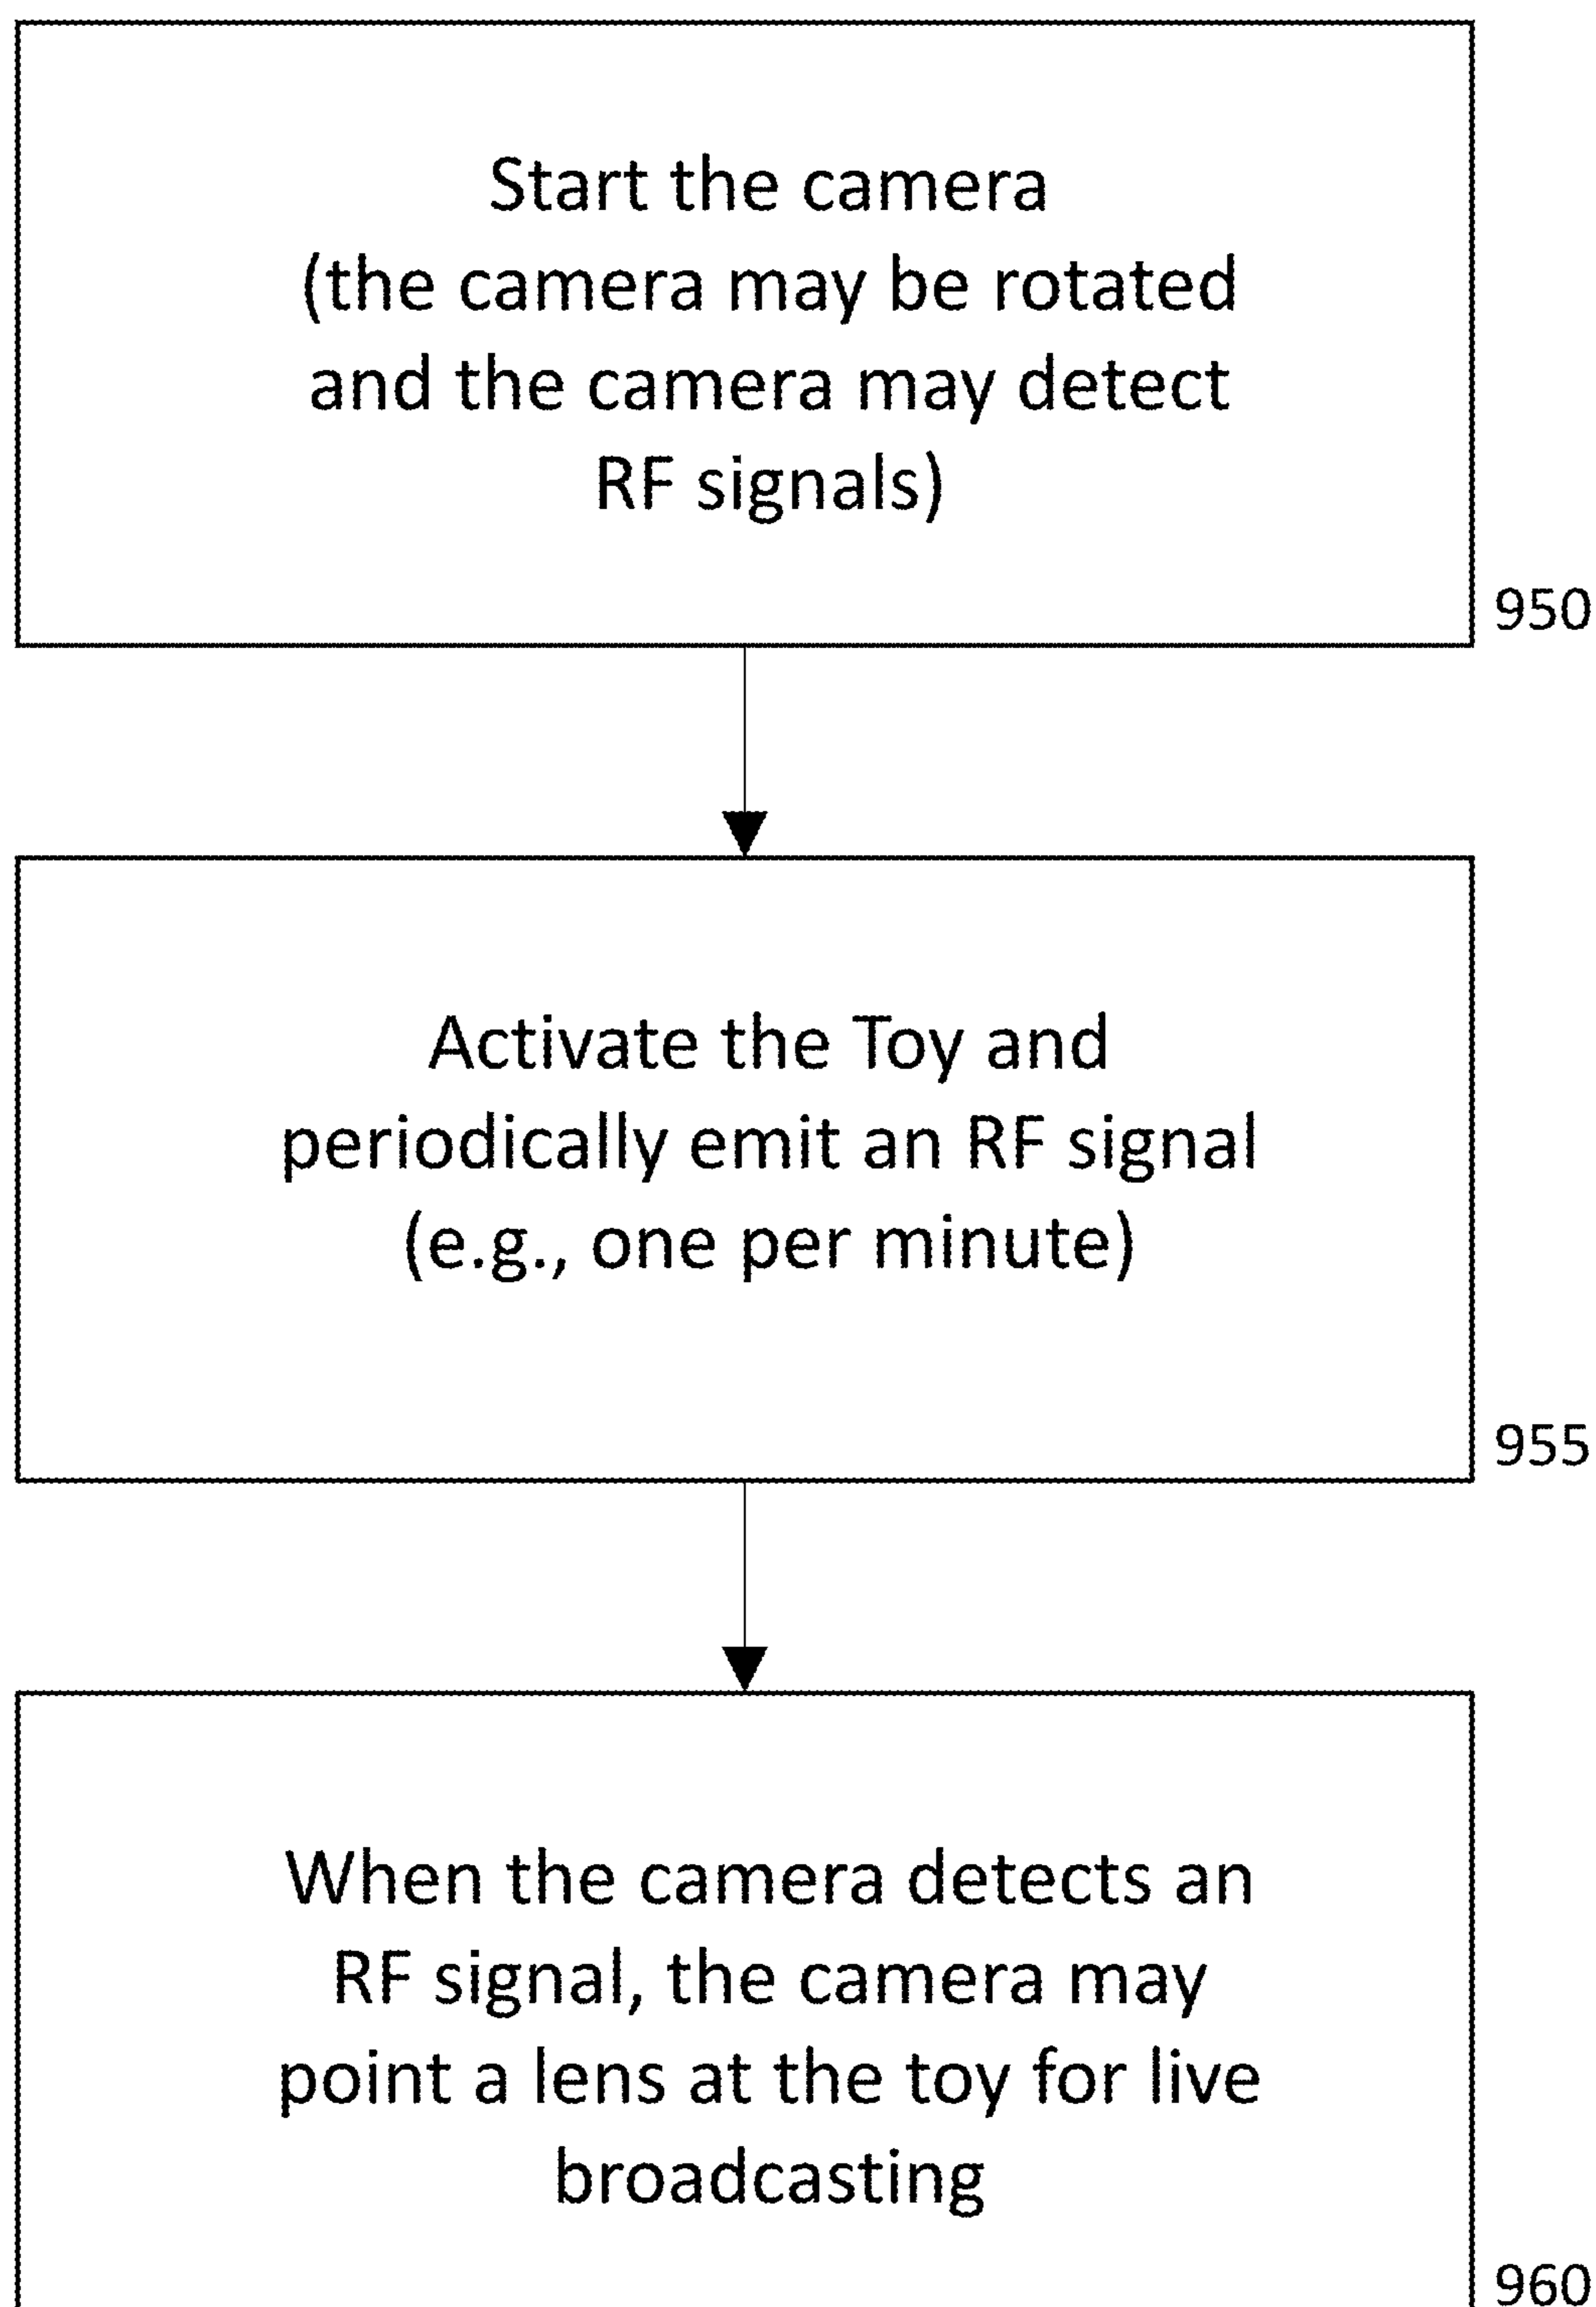 Start the camera
(the camera may be rotated
and the camera may detect
RF signals)
950
Activate the Toy and
periodically emit an RF signal
(e.g., one per minute)
955
When the camera detects an
RF signal, the camera may
point a lens at the toy for live
broadcasting
960